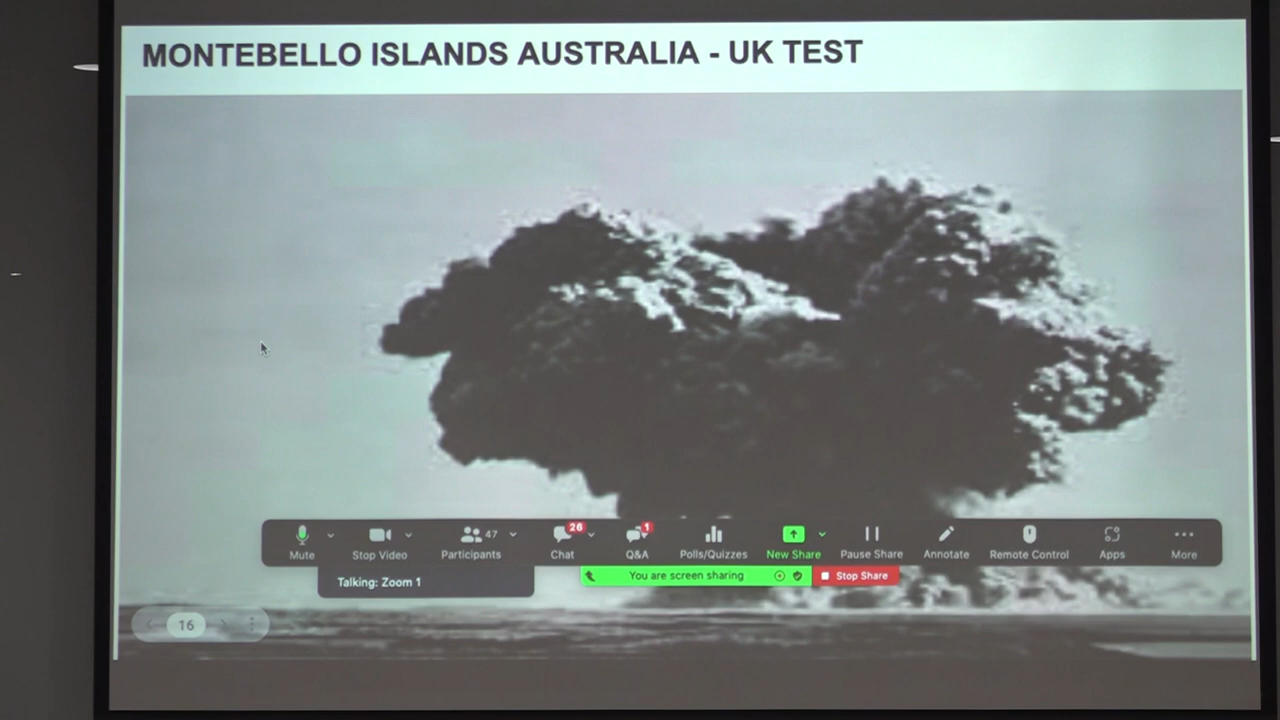 MONTEBELLO ISLANDS AUSTRALIA - UK TEST
47
26
1
Mute
Stop Video
Participants
Chat
Q&A
Polls/Quizzes
New Share
Pause Share
Annotate
Remote Control
Apps
More
Talking: Zoom 1
You are screen sharing
Stop Share
16